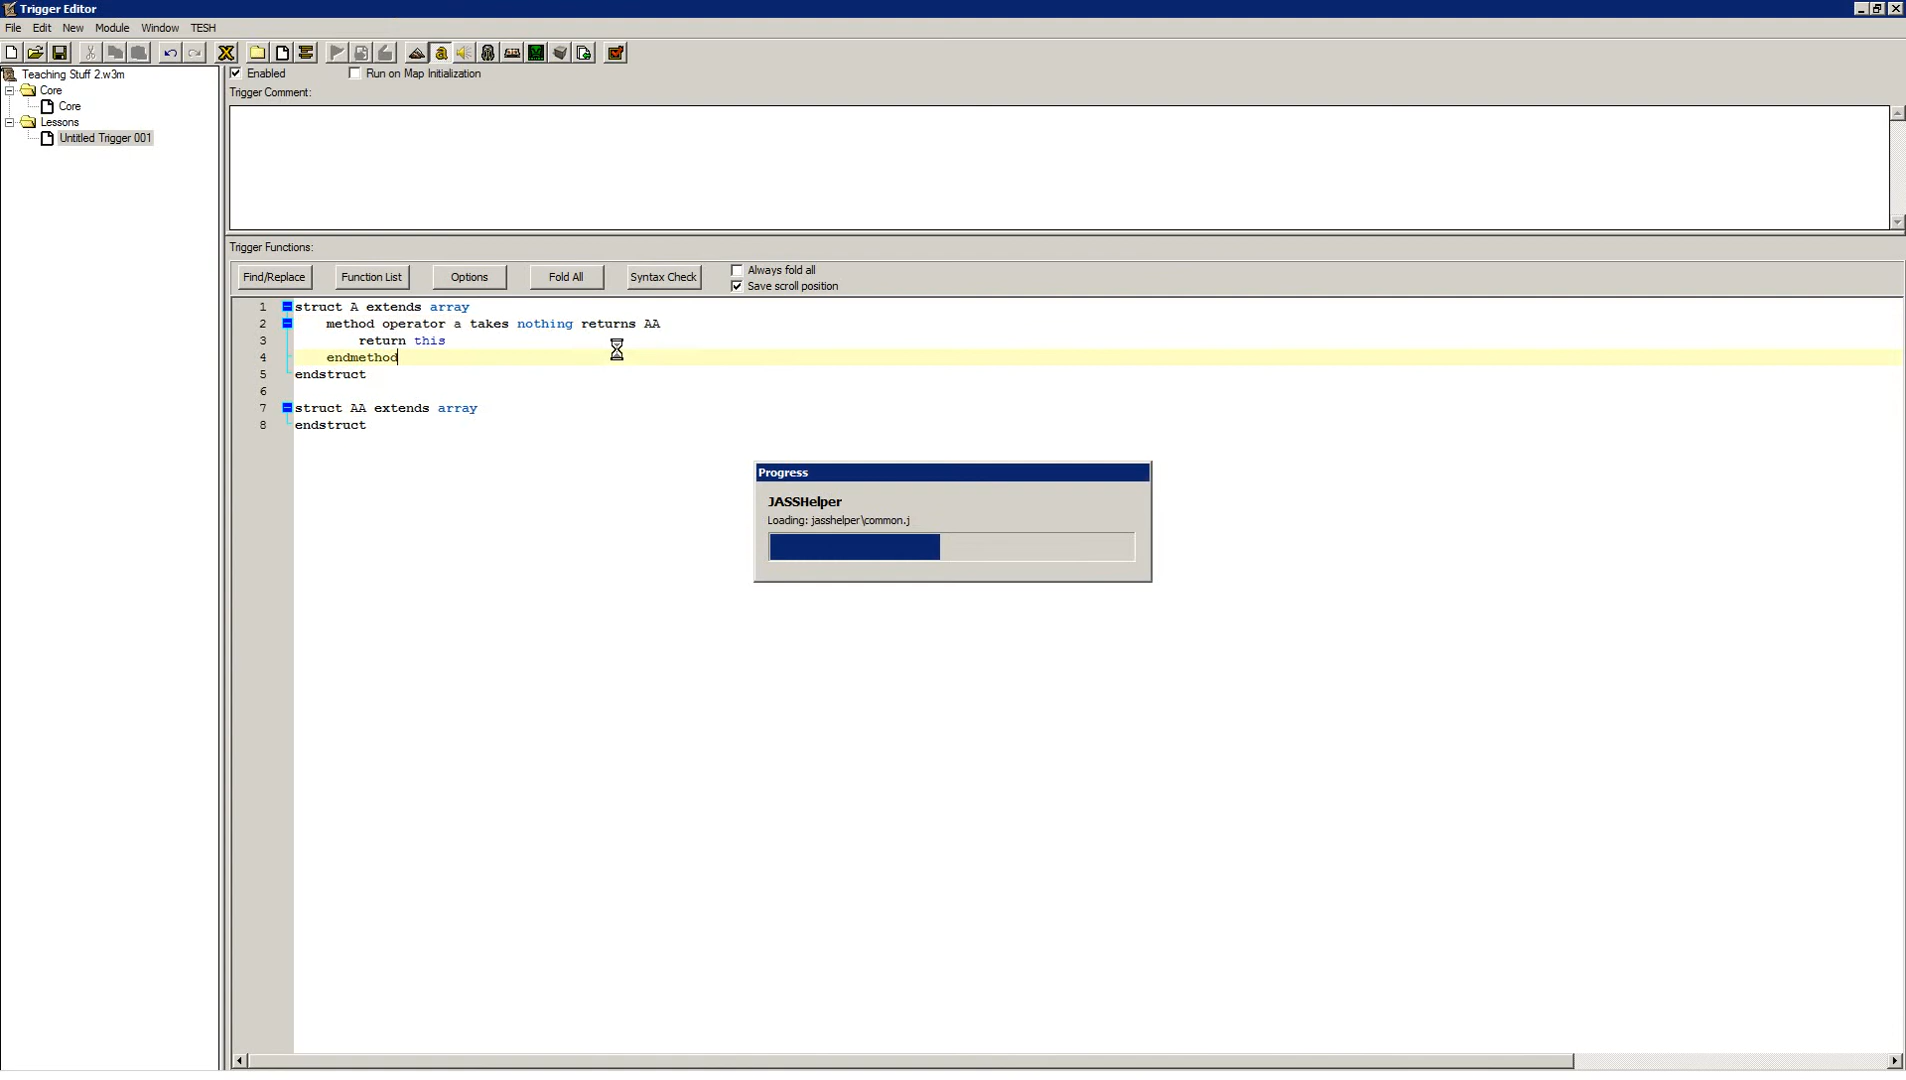 Trigger Editor
File Edit New Module Window TESH
Teaching Stuff 2.w3m
Core
Core
Lessons
Untitled Trigger 001
Enabled Run on Map Initialization
Trigger Comment:
Trigger Functions:
Find/Replace Function List Options Fold All Syntax Check
Always fold all
Save scroll position
1 struct A extends array
2 method operator a takes nothing returns AA
3 return this
4 endmethod
5 endstruct
6
7 struct AA extends array
8 endstruct
Progress
JASSHelper
Loading: jasshelper\common.j